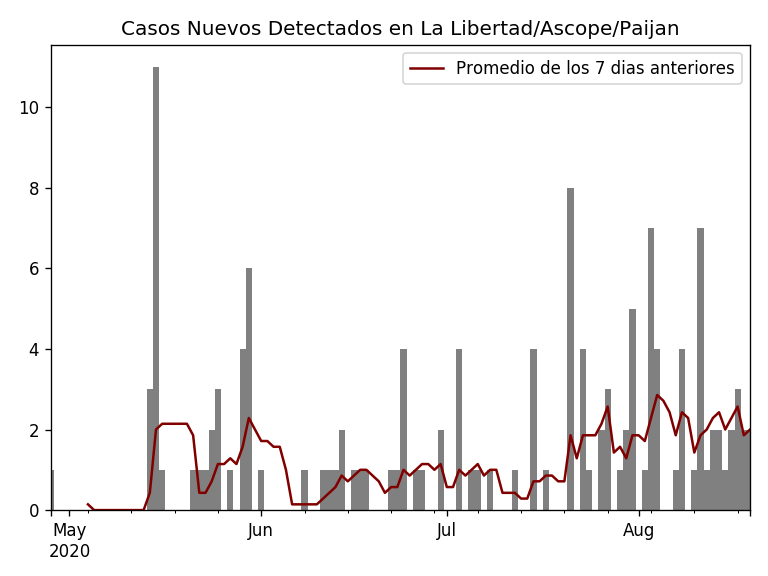 Casos Nuevos Detectados en La Libertad/Ascope/Paijan
Promedio de los 7 dias anteriores
10
8
6
4
2
0
May Jun Jul Aug
2020